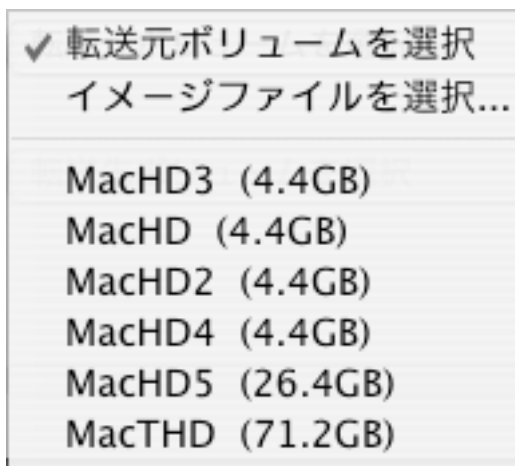 転送元ボリュームを選択
イメージファイルを選択...
MacHD3 (4.4GB)
MacHD (4.4GB)
MacHD2 (4.4GB)
MacHD4 (4.4GB)
MacHD5 (26.4GB)
MacTHD (71.2GB)